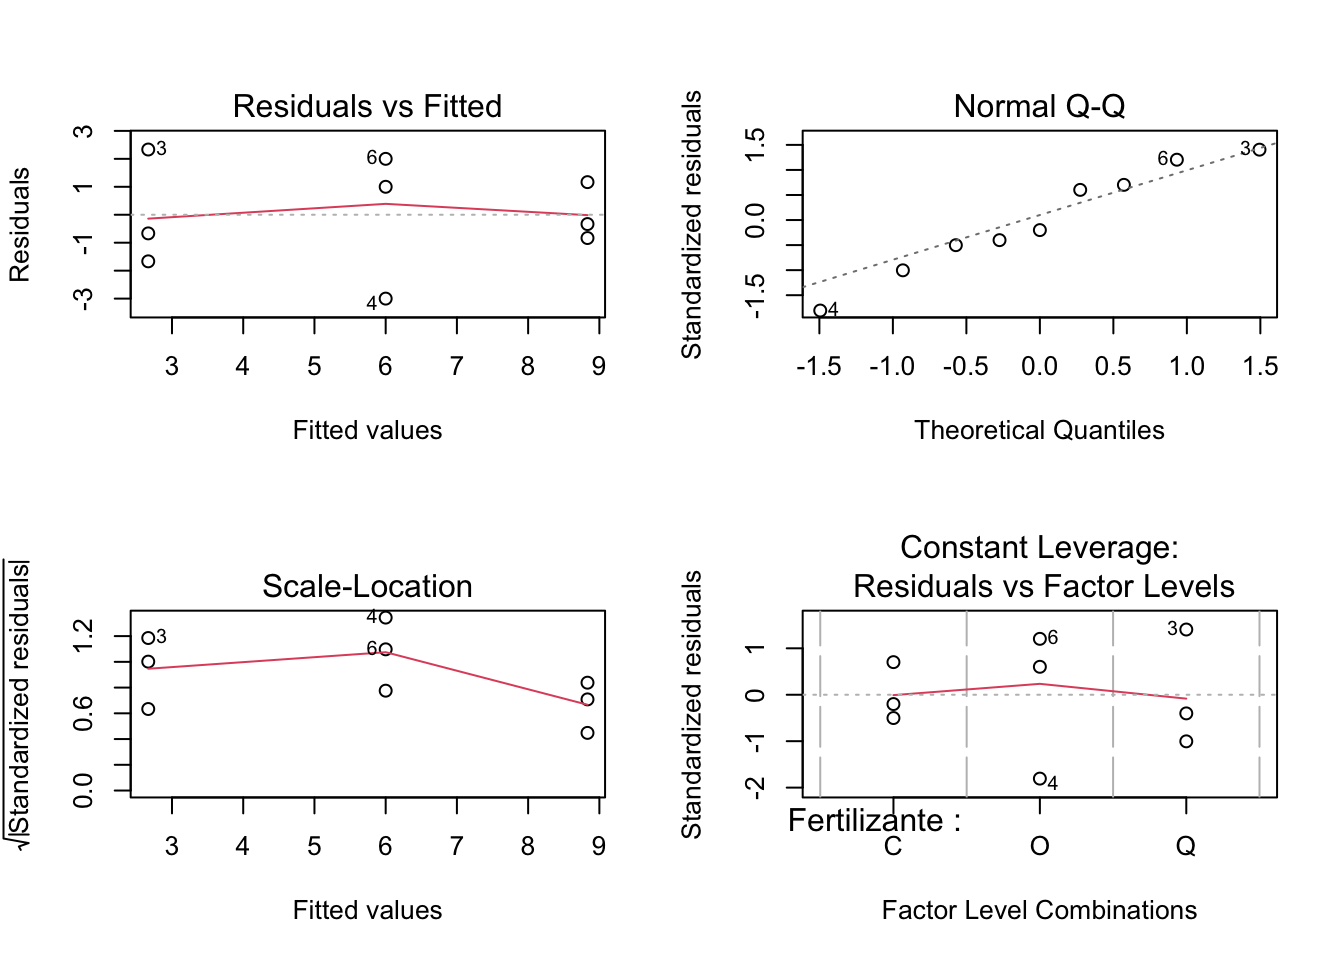 Residuals vs Fitted
Residuals
3
1
-1
-3
3
6
4
3 4 5 6 7 8 9
Fitted values
Normal Q-Q
Standardized residuals
1.5
0.0
-1.5
3
6
4
-1.5 -1.0 -0.5 0.0 0.5 1.0 1.5
Theoretical Quantiles
Scale-Location
√|Standardized residuals|
1.2
0.6
0.0
4
3
6
3 4 5 6 7 8 9
Fitted values
Constant Leverage:
Residuals vs Factor Levels
Standardized residuals
1
0
-1
-2
3
6
4
Fertilizante :
C O Q
Factor Level Combinations